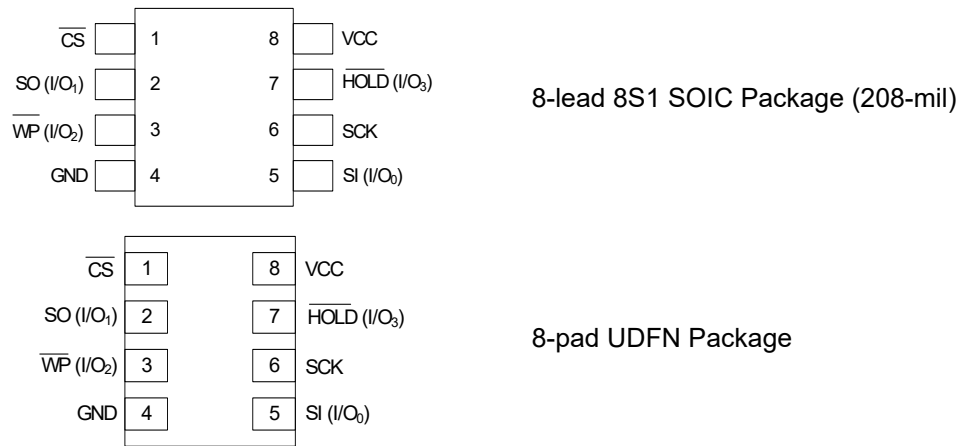 CS 1 8 VCC
SO (I/O₁) 2 7 HOLD (I/O₃)
WP (I/O₂) 3 6 SCK
GND 4 5 SI (I/O₀)
8-lead 8S1 SOIC Package (208-mil)
CS 1 8 VCC
SO (I/O₁) 2 7 HOLD (I/O₃)
WP (I/O₂) 3 6 SCK
GND 4 5 SI (I/O₀)
8-pad UDFN Package